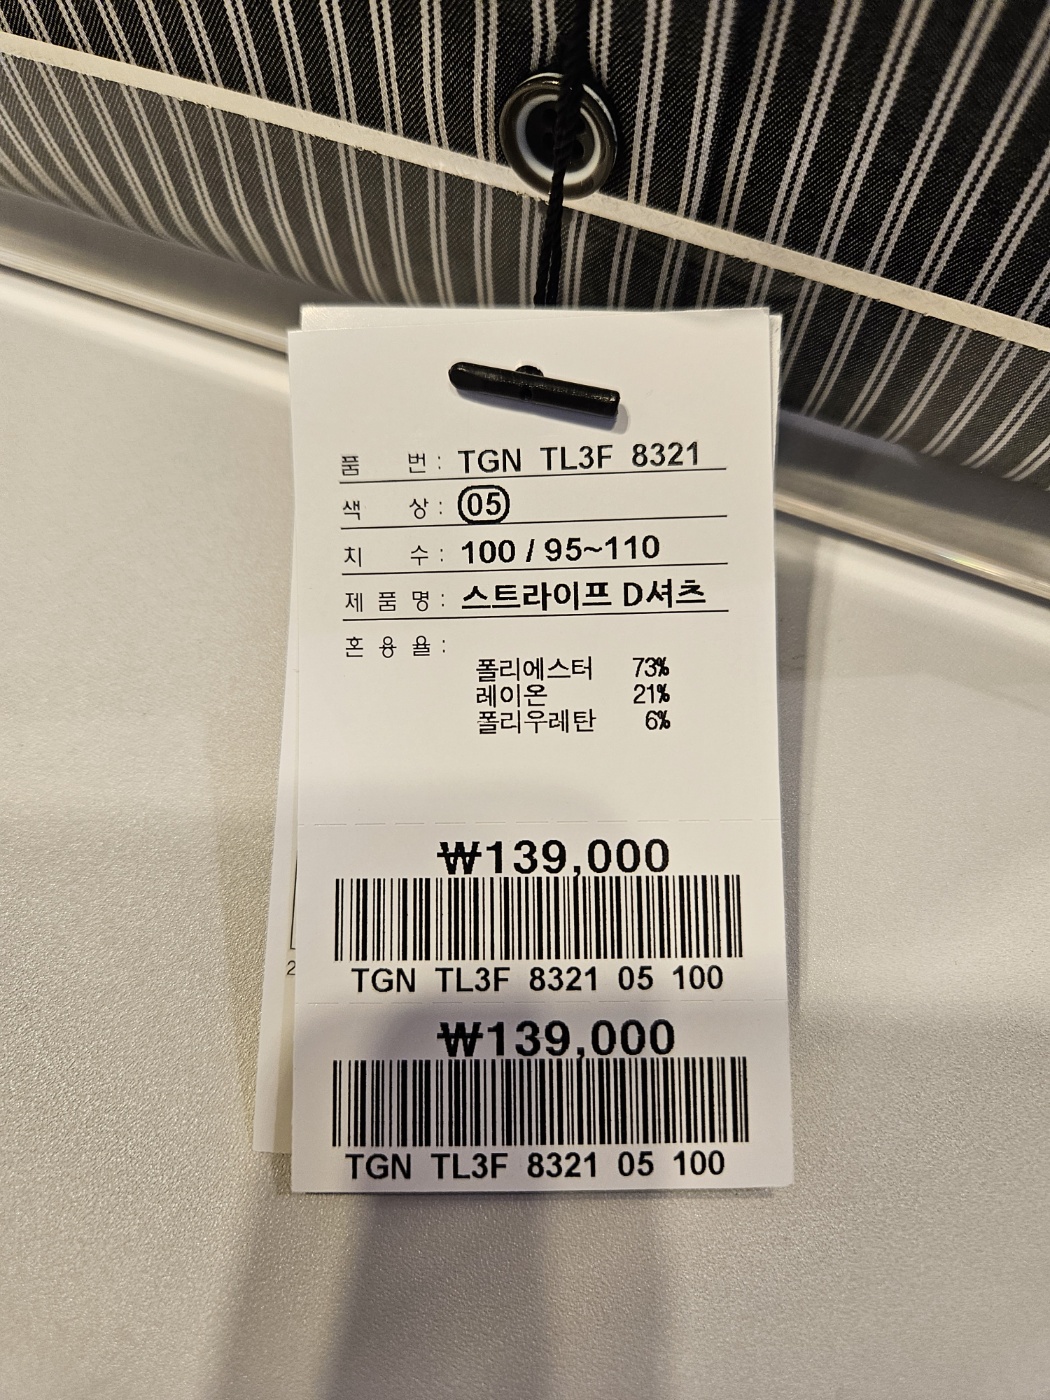 품 번 : TGN TL3F 8321
색 상 : 05
치 수 : 100 / 95~110
제 품 명 : 스트라이프 D셔츠
혼 용 율 :
폴리에스터 73%
레이온 21%
폴리우레탄 6%
₩139,000
TGN TL3F 8321 05 100
2
₩139,000
TGN TL3F 8321 05 100